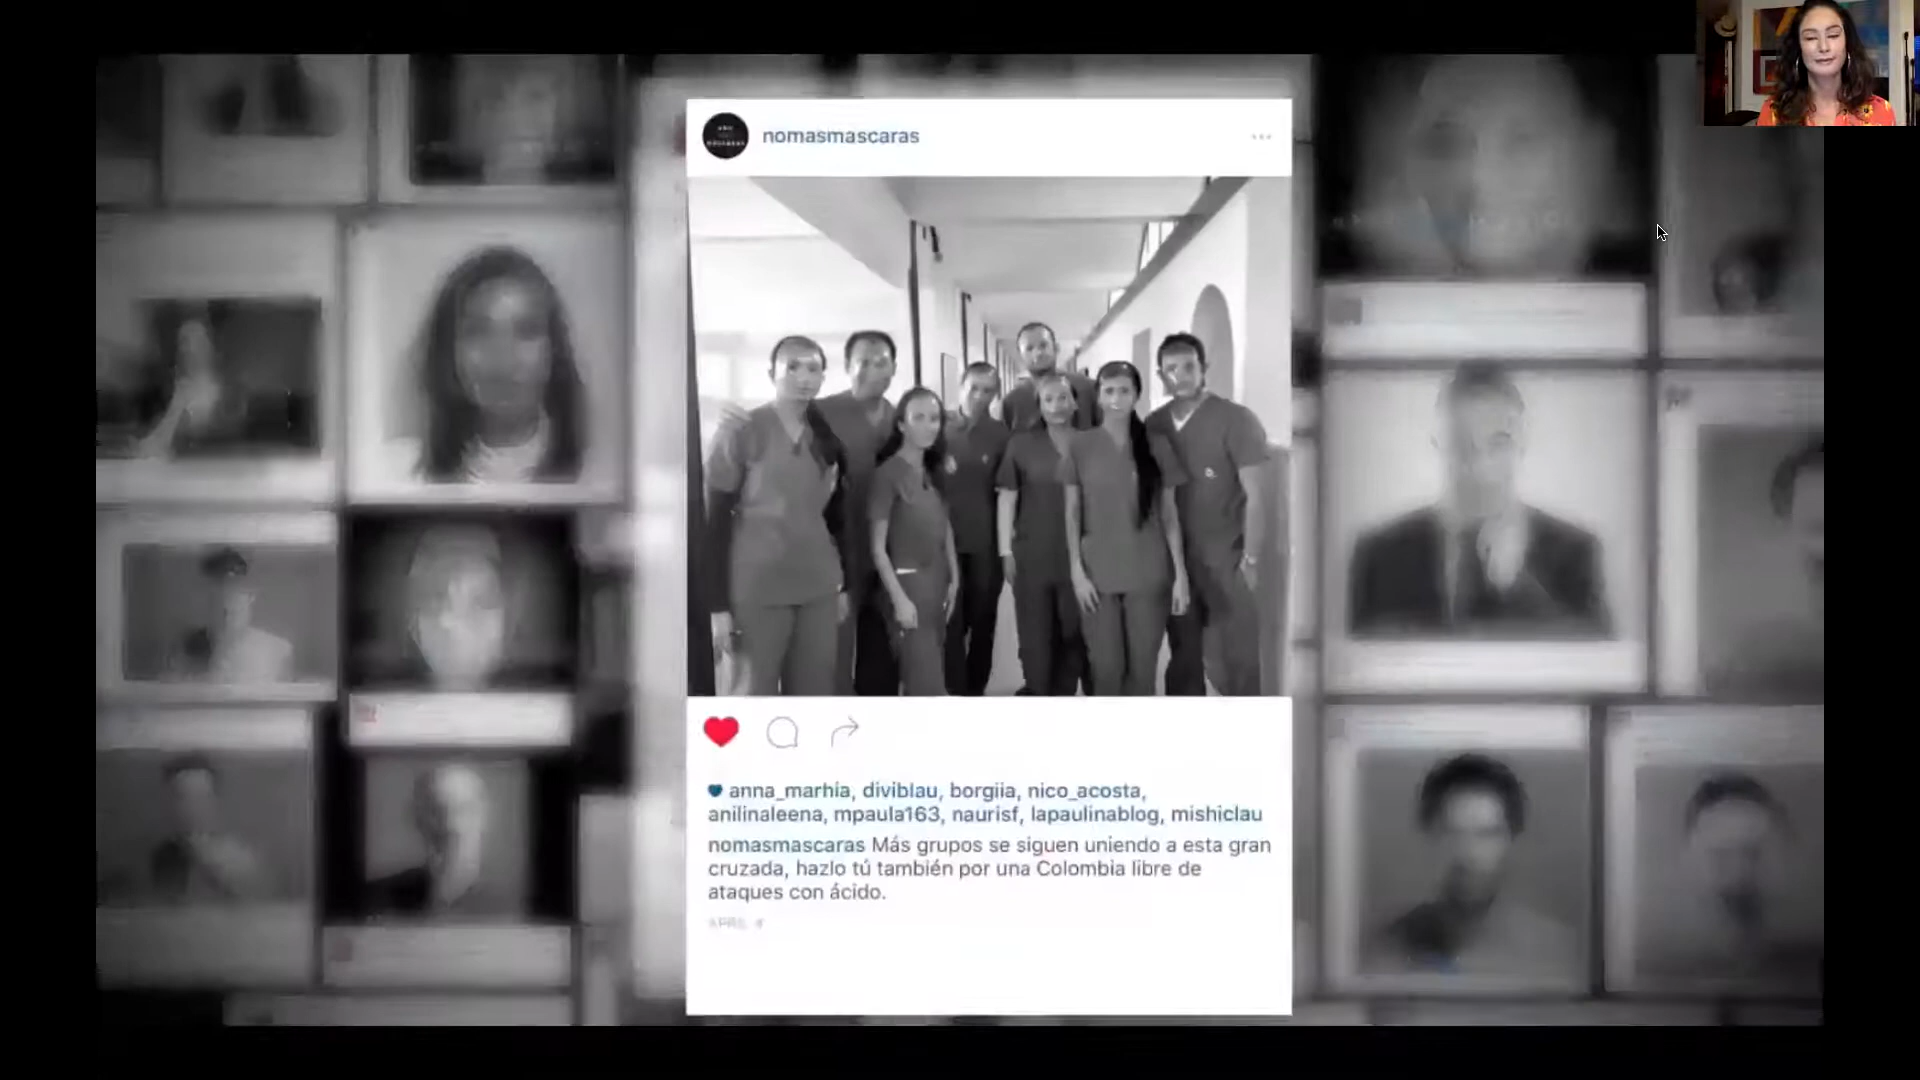 nomasmascaras
anna_marhia, diviblau, borgiia, nico_acosta,
anilinaleena, mpaula163, naurisf, lapaulinablog, mishiclau
nomasmascaras Más grupos se siguen uniendo a esta gran
cruzada, hazlo tú también por una Colombia libre de
ataques con ácido.